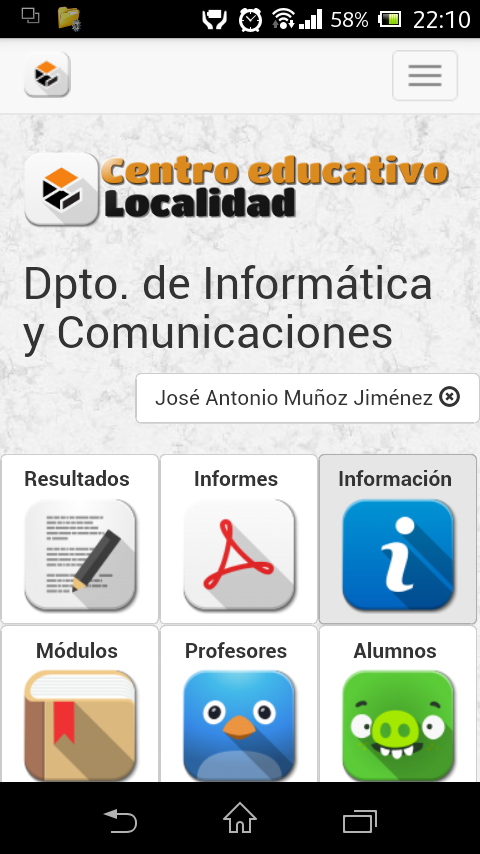 58% 22:10
Centro educativo
Localidad
Dpto. de Informática
y Comunicaciones
José Antonio Muñoz Jiménez
Resultados Informes Información
Módulos Profesores Alumnos